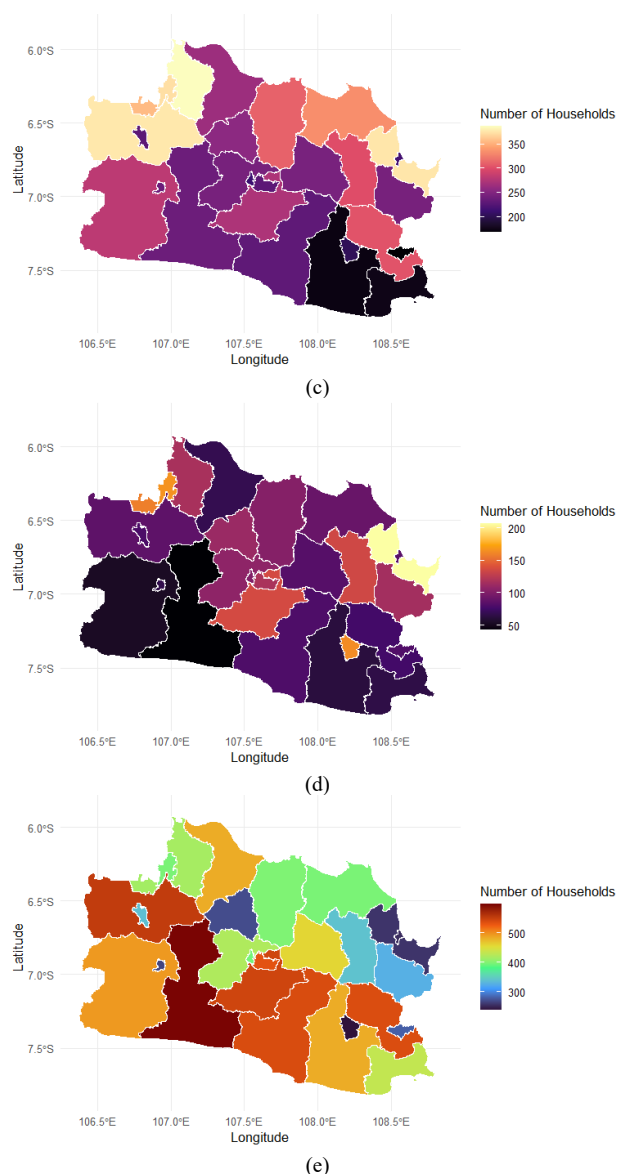 6.0°S
6.5°S
7.0°S
7.5°S
Latitude
106.5°E 107.0°E 107.5°E 108.0°E 108.5°E
Longitude
Number of Households
350
300
250
200
(c)
6.0°S
6.5°S
7.0°S
7.5°S
Latitude
106.5°E 107.0°E 107.5°E 108.0°E 108.5°E
Longitude
Number of Households
200
150
100
50
(d)
6.0°S
6.5°S
7.0°S
7.5°S
Latitude
106.5°E 107.0°E 107.5°E 108.0°E 108.5°E
Longitude
Number of Households
500
400
300
(e)